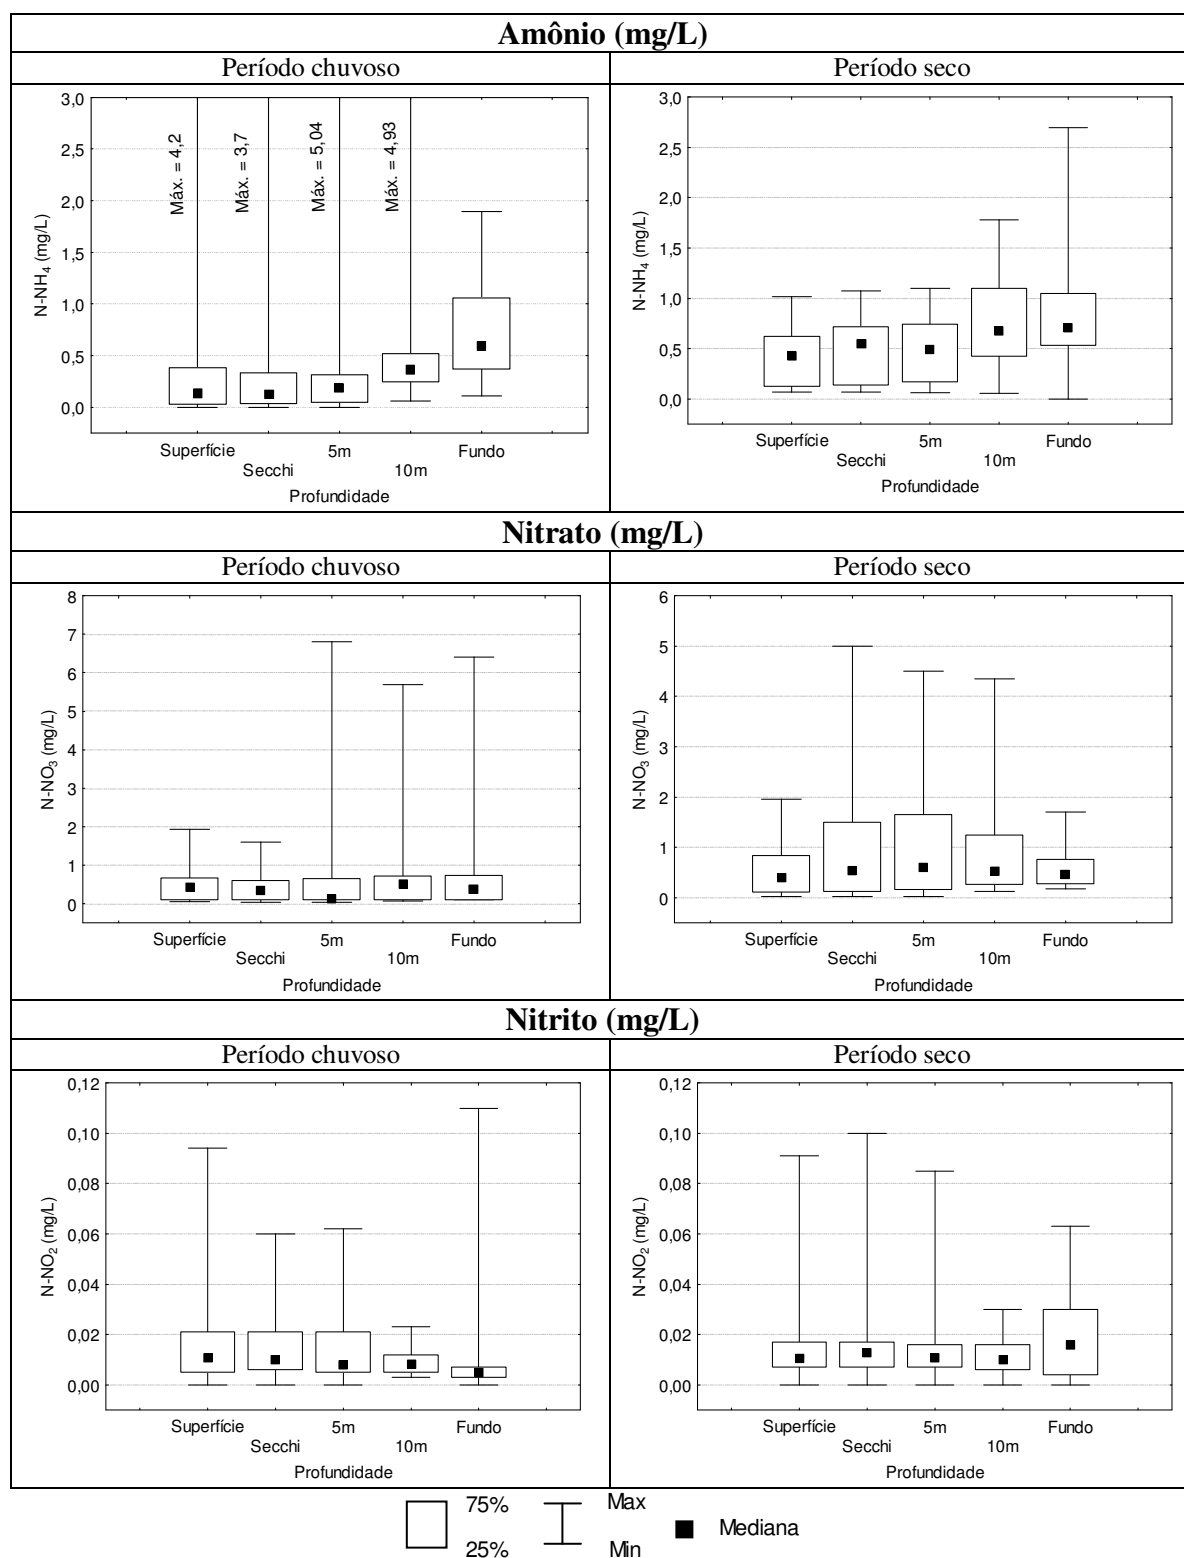 Amônio (mg/L)
Período chuvoso
Período seco
3,0
2,5
2,0
1,5
1,0
0,5
0,0
N-NH4 (mg/L)
Máx. = 4,2
Máx. = 3,7
Máx. = 5,04
Máx. = 4,93
Superfície
Secchi
5m
10m
Fundo
Profundidade
3,0
2,5
2,0
1,5
1,0
0,5
0,0
N-NH4 (mg/L)
Superfície
Secchi
5m
10m
Fundo
Profundidade
Nitrato (mg/L)
Período chuvoso
Período seco
8
7
6
5
4
3
2
1
0
N-NO3 (mg/L)
Superfície
Secchi
5m
10m
Fundo
Profundidade
6
5
4
3
2
1
0
N-NO3 (mg/L)
Superfície
Secchi
5m
10m
Fundo
Profundidade
Nitrito (mg/L)
Período chuvoso
Período seco
0,12
0,10
0,08
0,06
0,04
0,02
0,00
N-NO2 (mg/L)
Superfície
Secchi
5m
10m
Fundo
Profundidade
0,12
0,10
0,08
0,06
0,04
0,02
0,00
N-NO2 (mg/L)
Superfície
Secchi
5m
10m
Fundo
Profundidade
75%
25%
Max
Min
Mediana